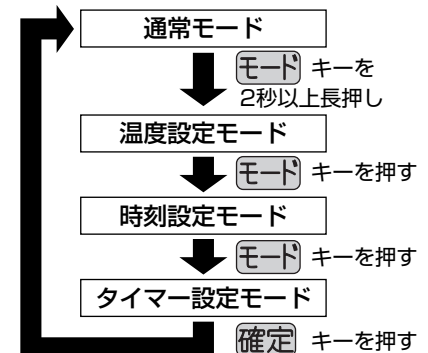 通常モード
モード キーを
2秒以上長押し
温度設定モード
モード キーを押す
時刻設定モード
モード キーを押す
タイマー設定モード
確定 キーを押す